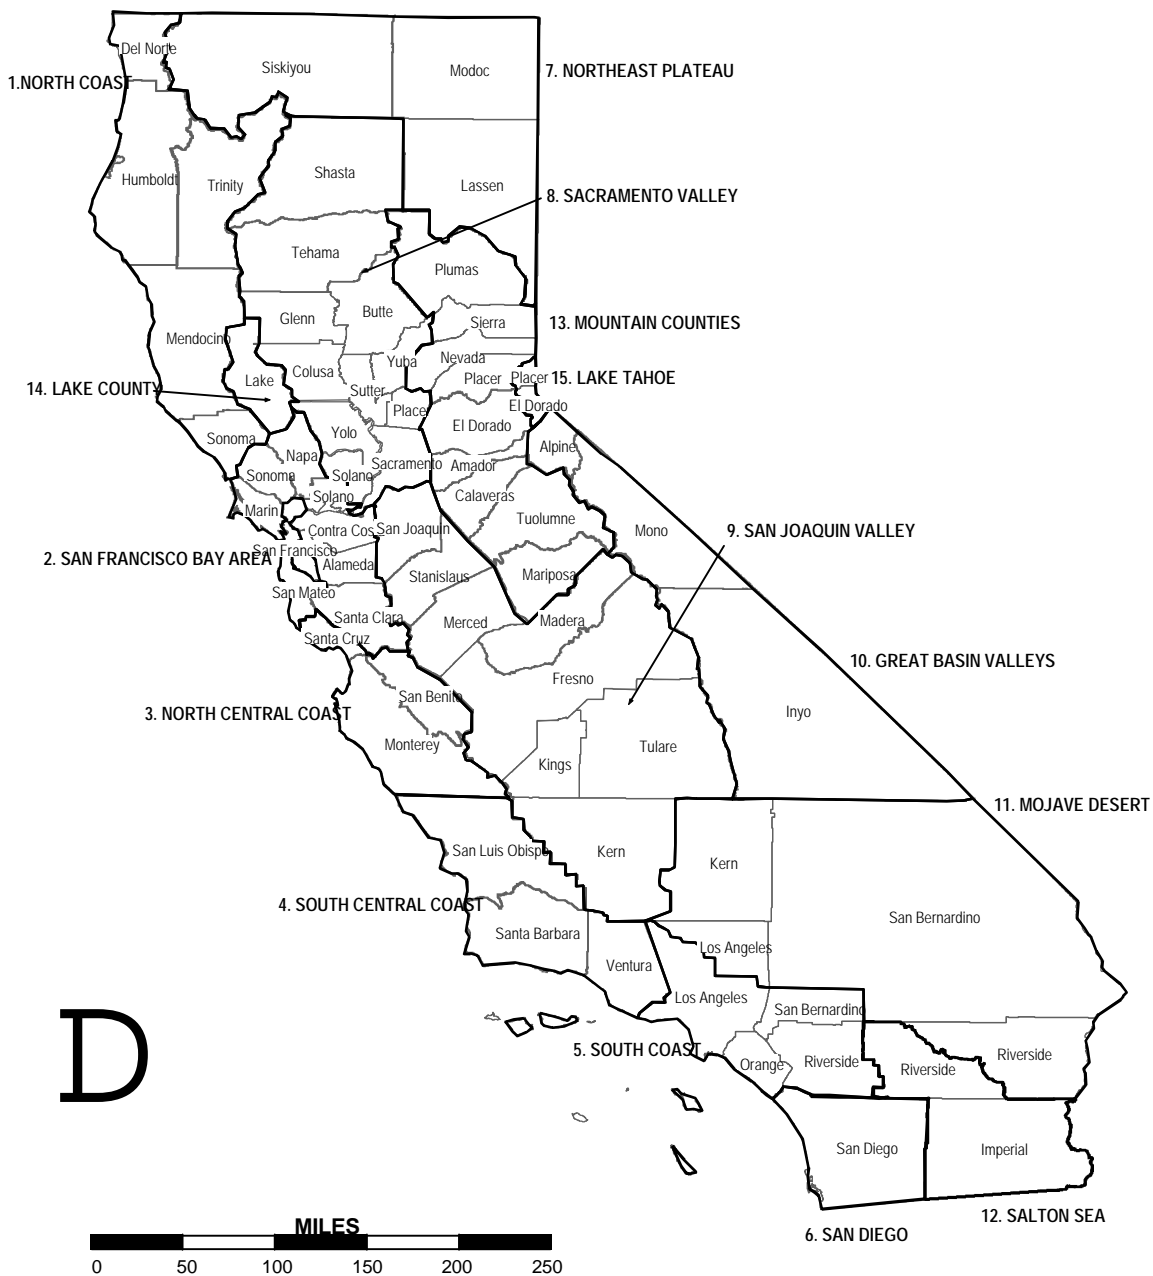 Del Norte
Siskiyou
Modoc
7. NORTHEAST PLATEAU
1.NORTH COAST
Humboldt
Trinity
Shasta
Lassen
8. SACRAMENTO VALLEY
Tehama
Plumas
Glenn
Butte
Sierra
13. MOUNTAIN COUNTIES
Mendocino
Yuba
Nevada
Lake
Colusa
Sutter
Placer
Placer
15. LAKE TAHOE
14. LAKE COUNTY
Place
El Dorado
El Dorado
Sonoma
Yolo
Napa
Alpine
Sonoma
Solano
Sacramento
Amador
Marin
Solano
Calaveras
Tuolumne
Contra Cos
San Joaquin
Mono
9. SAN JOAQUIN VALLEY
2. SAN FRANCISCO BAY AREA
San Francisco
Alameda
Stanislaus
Mariposa
San Mateo
Santa Clara
Merced
Madera
Santa Cruz
10. GREAT BASIN VALLEYS
Fresno
San Benito
3. NORTH CENTRAL COAST
Inyo
Monterey
Tulare
Kings
11. MOJAVE DESERT
San Luis Obispo
Kern
Kern
4. SOUTH CENTRAL COAST
San Bernardino
Santa Barbara
Los Angeles
Ventura
Los Angeles
San Bernardino
D
5. SOUTH COAST
Orange
Riverside
Riverside
Riverside
San Diego
Imperial
12. SALTON SEA
6. SAN DIEGO
MILES
0 50 100 150 200 250